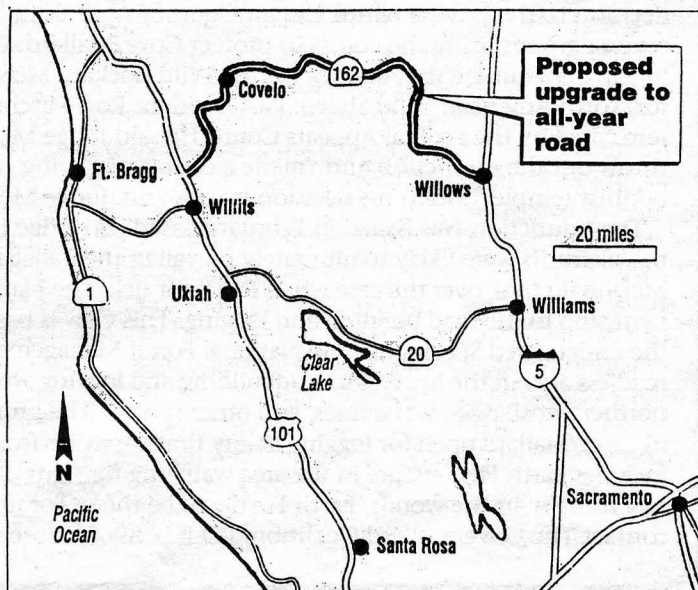 162
Covelo
Proposed
upgrade to
all-year
road
Ft. Bragg
Willows
Willits
20 miles
1
Ukiah
Williams
20
Clear
Lake
5
101
N
Sacramento
Pacific
Ocean
Santa Rosa